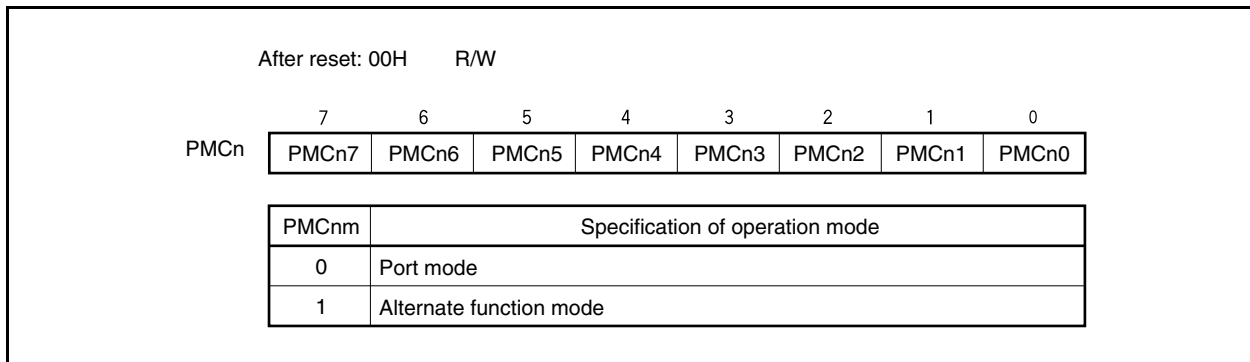 After reset: 00H R/W
7 6 5 4 3 2 1 0
PMCn PMCn7 PMCn6 PMCn5 PMCn4 PMCn3 PMCn2 PMCn1 PMCn0
PMCnm Specification of operation mode
0 Port mode
1 Alternate function mode